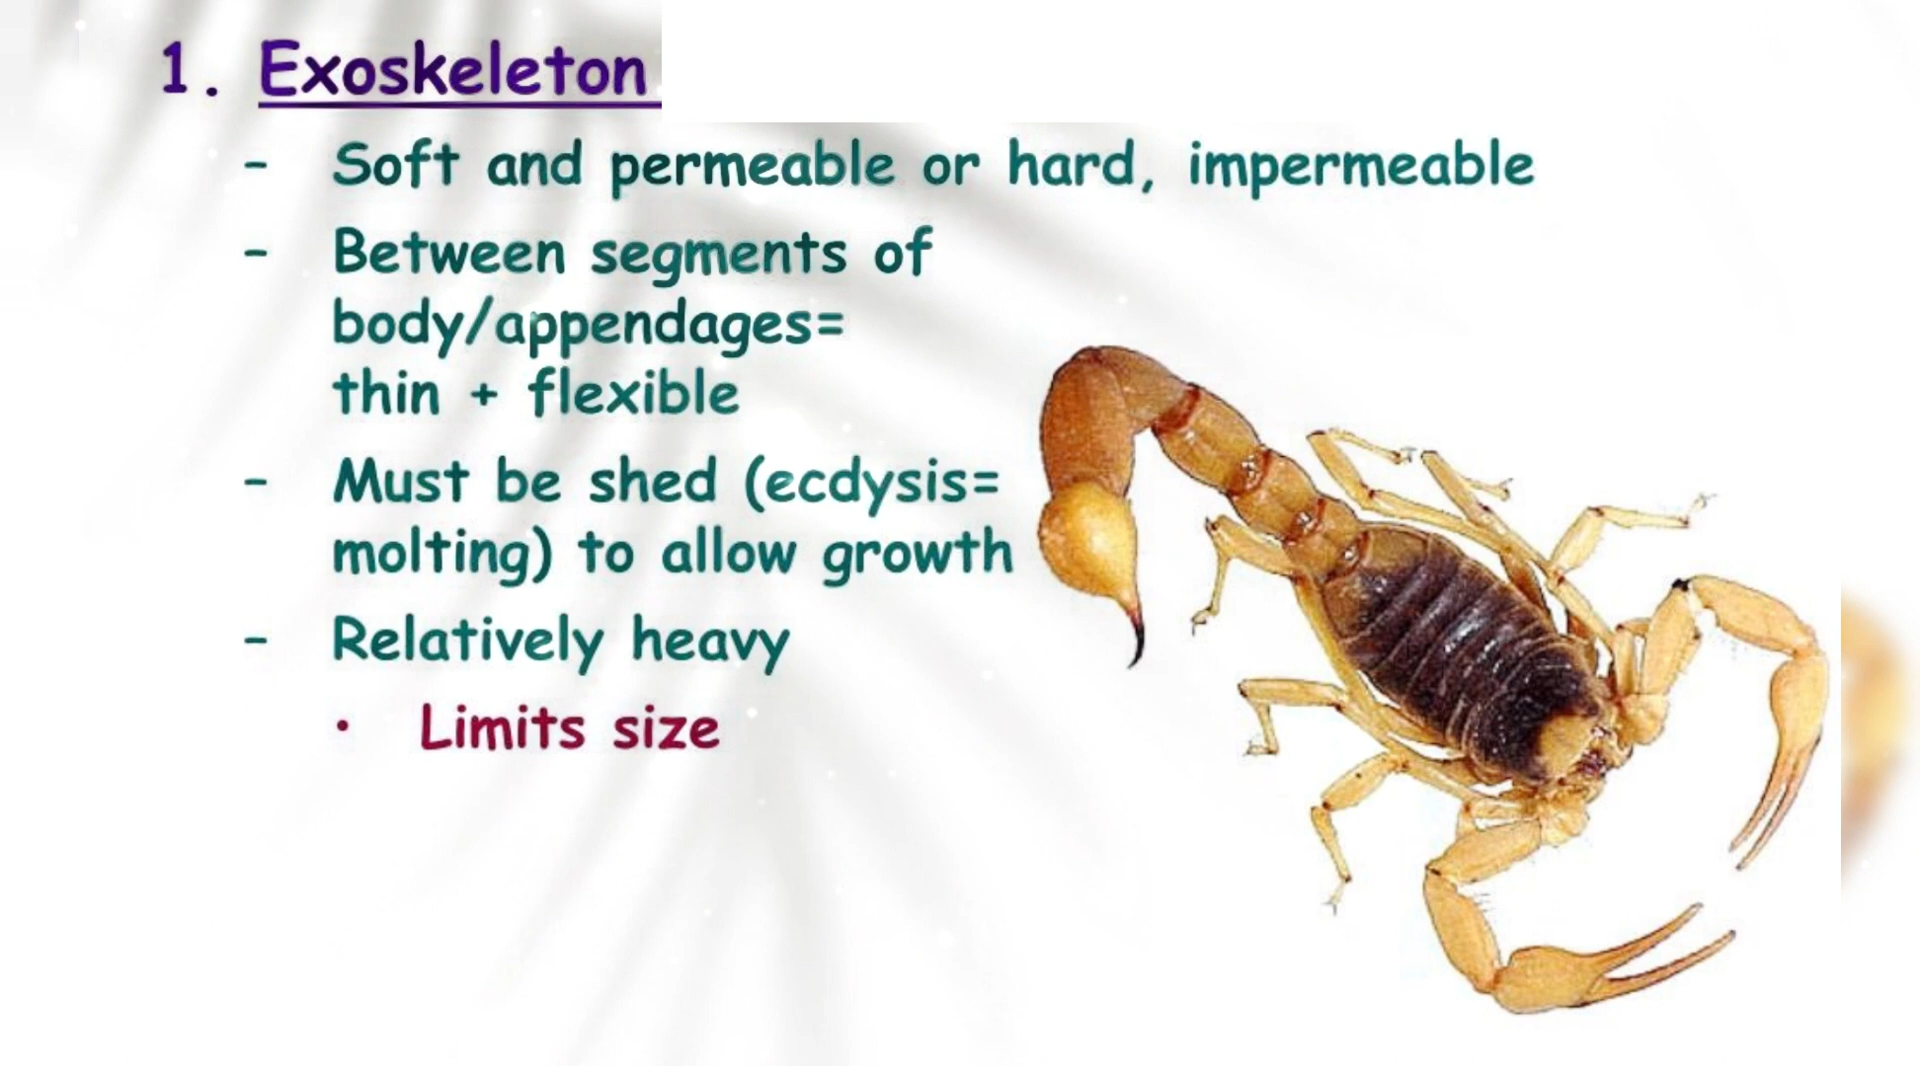 1. Exoskeleton
- Soft and permeable or hard, impermeable
- Between segments of
body/appendages=
thin + flexible
- Must be shed (ecdysis=
molting) to allow growth
- Relatively heavy
• Limits size